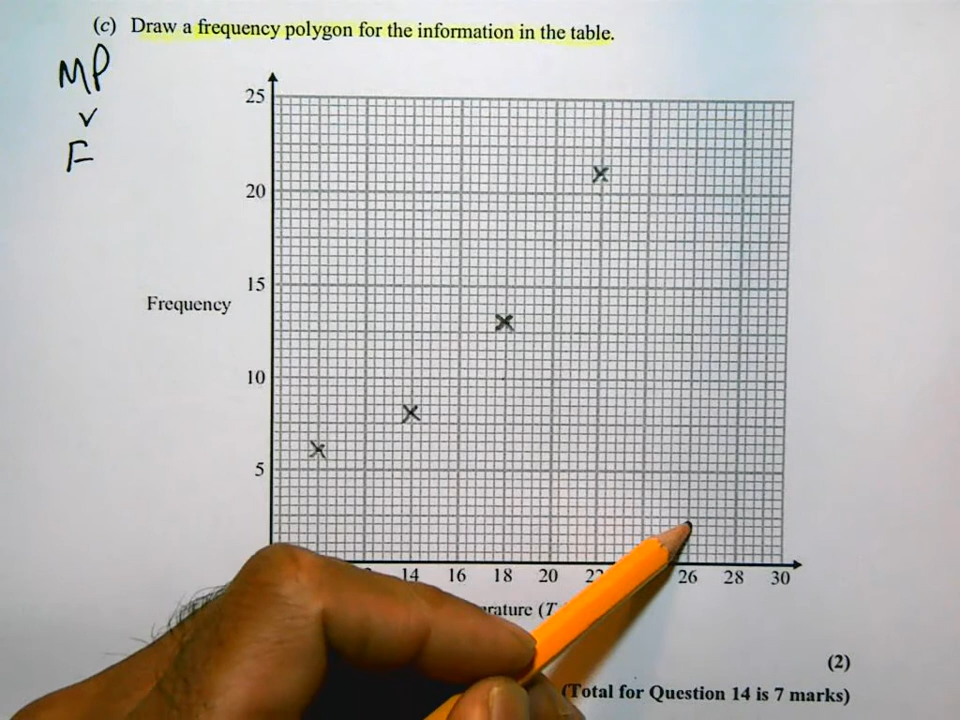 (c) Draw a frequency polygon for the information in the table.
MP
v
F
25
20
15
Frequency
10
5
14 16 18 20 26 28 30
(T
(2)
(Total for Question 14 is 7 marks)